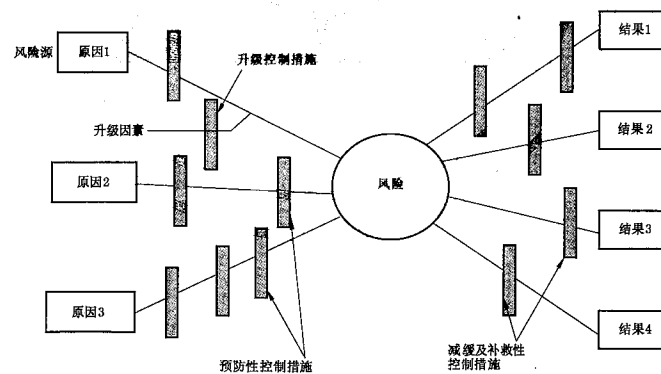 风险源
原因1
升级控制措施
结果1
升级因素
结果2
原因2
风险
结果3
原因3
预防性控制措施
减缓及补救性
控制措施
结果4